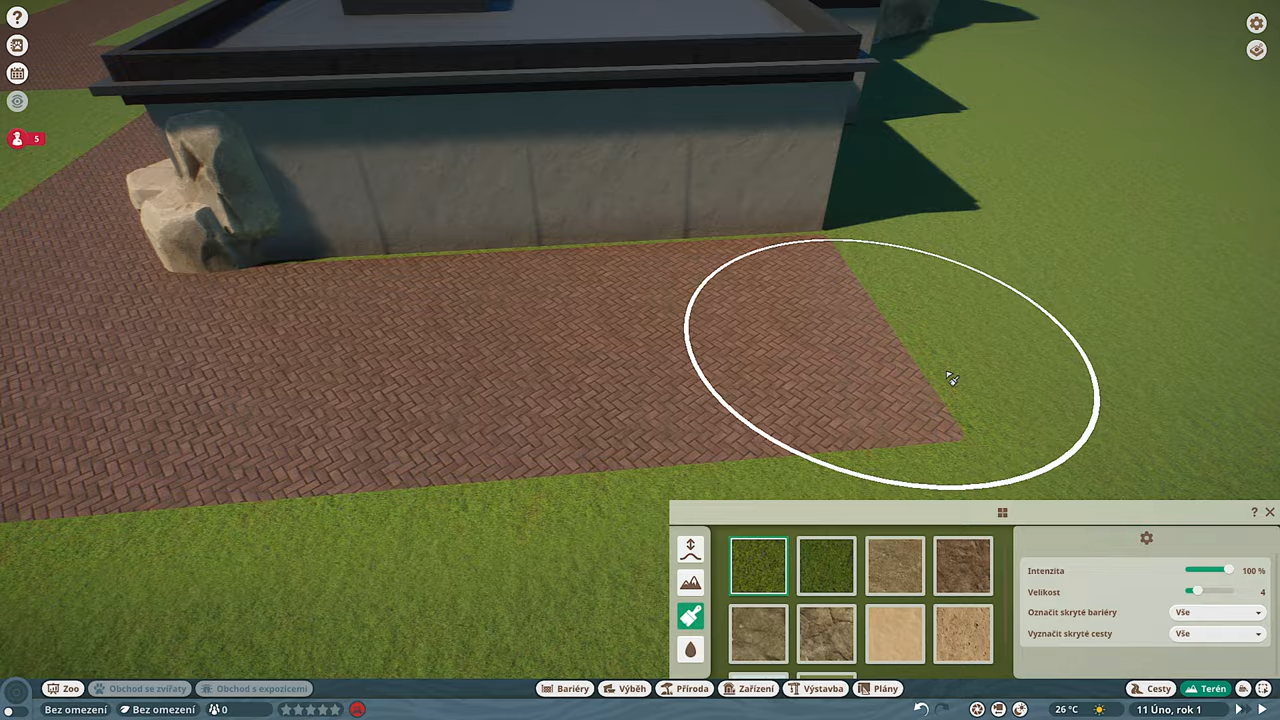 ?
5
?
Intenzita 100 %
Velikost 4
Označit skryté bariéry Vše
Vyznačit skryté cesty Vše
Zoo Obchod se zvířaty Obchod s expozicemi Bariéry Výběh Příroda Zařízení Výstavba Plány Cesty Terén
Bez omezení Bez omezení 0 26 °C 11 Úno, rok 1